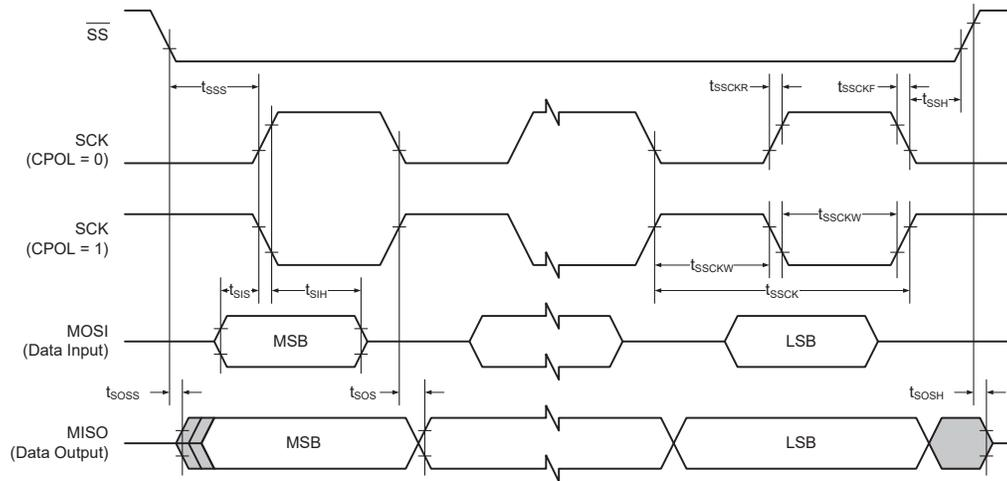 SS
tSSS
tSSCKR
tSSCKF
tSSH
SCK
(CPOL = 0)
SCK
(CPOL = 1)
tSSCKW
tSSCKW
tSSCK
tSIS
tSIH
MOSI
(Data Input)
MSB
LSB
tSOSS
tSOS
tSOSH
MISO
(Data Output)
MSB
LSB